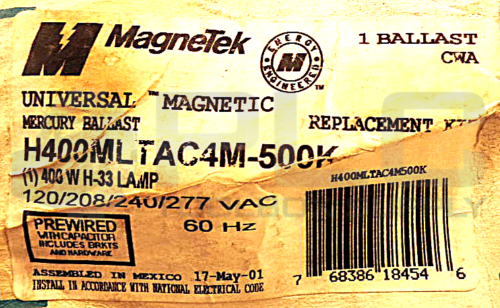 MagneTek
ENERGY ENGINEERED
1 BALLAST
CWA
UNIVERSAL ™ MAGNETIC
MERCURY BALLAST
REPLACEMENT KIT
H400MLTAC4M-500K
(1) 400 W H-33 LAMP
120/208/240/277 VAC
60 Hz
H400MLTAC4M500K
PREWIRED
WITH CAPACITOR
INCLUDES BRKTS
AND HARDWARE
ASSEMBLED IN MEXICO 17-May-01
INSTALL IN ACCORDANCE WITH NATIONAL ELECTRICAL CODE
7 68386 18454 6